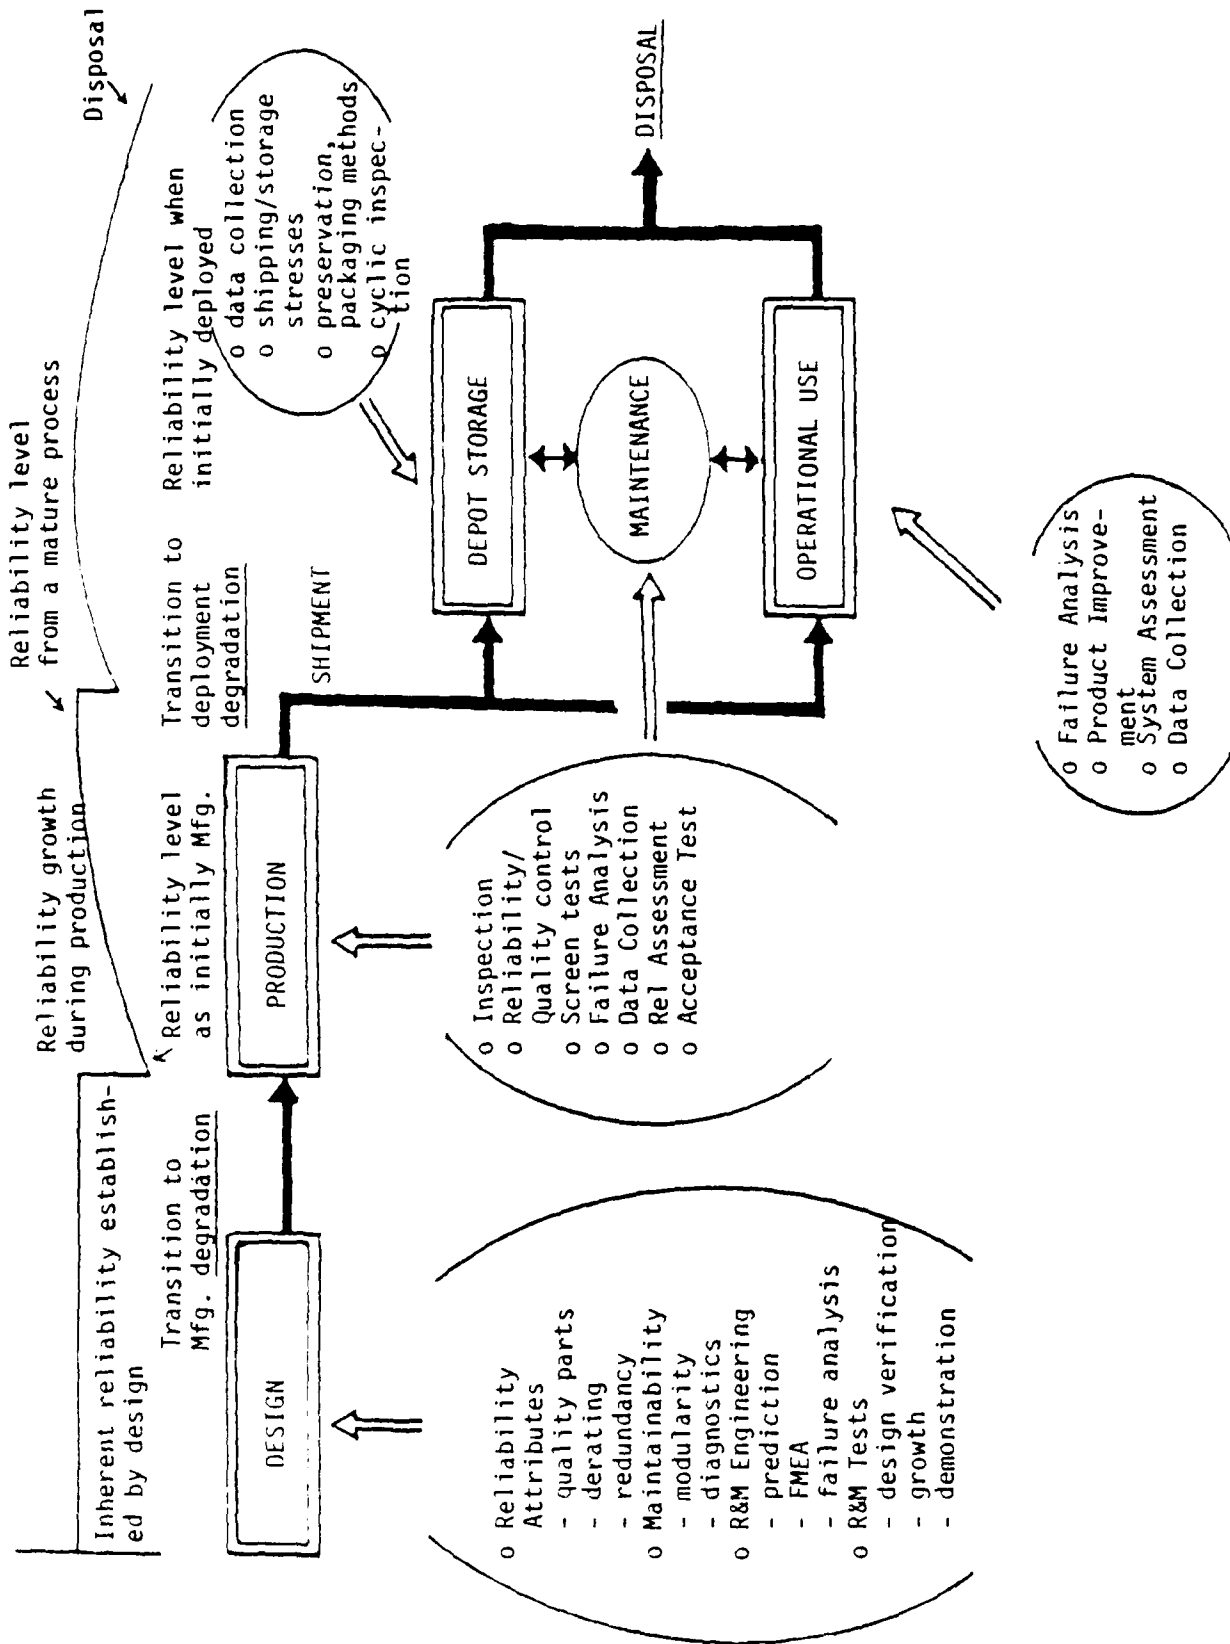 Inherent reliability establish-
ed by design
Reliability growth
during production
Reliability level
from a mature process
Disposal
Transition to
Mfg. degradation
Reliability level
as initially Mfg.
Transition to
deployment
degradation
Reliability level when
initially deployed
DESIGN
PRODUCTION
SHIPMENT
o data collection
o shipping/storage
stresses
o preservation,
packaging methods
o cyclic inspec-
tion
DEPOT STORAGE
MAINTENANCE
OPERATIONAL USE
DISPOSAL
o Reliability
Attributes
- quality parts
- derating
- redundancy
o Maintainability
- modularity
- diagnostics
o R&M Engineering
- prediction
- FMEA
- failure analysis
o R&M Tests
- design verification
- growth
- demonstration
o Inspection
o Reliability/
Quality control
o Screen tests
o Failure Analysis
o Data Collection
o Rel Assessment
o Acceptance Test
o Failure Analysis
o Product Improve-
ment
o System Assessment
o Data Collection